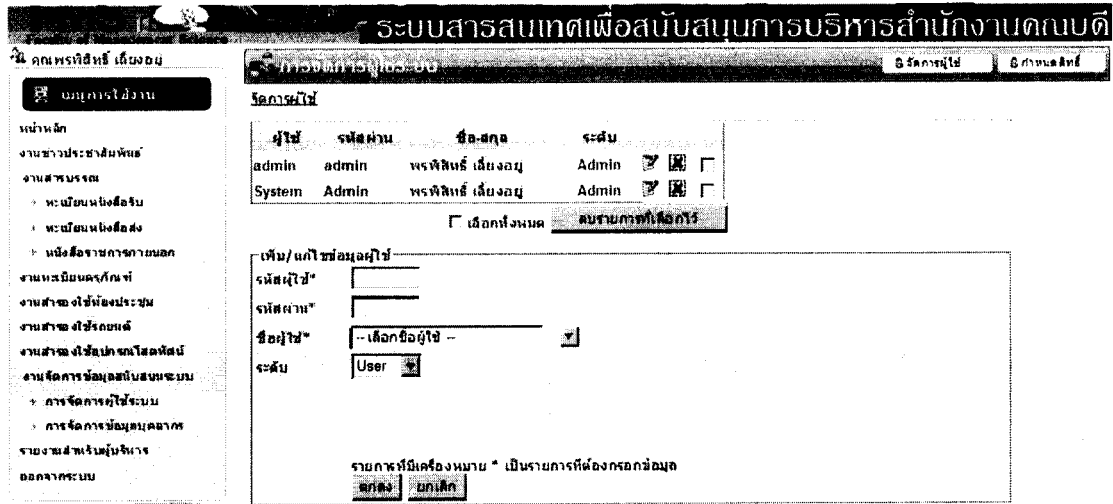 ระบบสารสนเทศเพื่อสนับสนุนการบริหารสำนักงานคณบดี
คุณพรพิสิทธิ์ เลี่ยงอยู่
การจัดการผู้ใช้ระบบ
จัดการผู้ใช้
กำหนดสิทธิ์
เมนูการใช้งาน
หน้าหลัก
งานข่าวประชาสัมพันธ์
งานสารบรรณ
ทะเบียนหนังสือรับ
ทะเบียนหนังสือส่ง
หนังสือราชการภายนอก
งานทะเบียนครุภัณฑ์
งานสำรองใช้ห้องประชุม
งานสำรองใช้รถยนต์
งานสำรองใช้อุปกรณ์โสตทัศน์
งานจัดการข้อมูลสนับสนุนระบบ
การจัดการผู้ใช้ระบบ
การจัดการข้อมูลบุคลากร
รายงานสำหรับผู้บริหาร
ออกจากระบบ
จัดการผู้ใช้
ผู้ใช้ รหัสผ่าน ชื่อ-สกุล ระดับ
admin admin พรพิสิทธิ์ เลี่ยงอยู่ Admin
System Admin พรพิสิทธิ์ เลี่ยงอยู่ Admin
เลือกทั้งหมด ลบรายการที่เลือกไว้
เพิ่ม/แก้ไขข้อมูลผู้ใช้
รหัสผู้ใช้*
รหัสผ่าน*
ชื่อผู้ใช้* -- เลือกชื่อผู้ใช้ --
ระดับ User
รายการที่มีเครื่องหมาย * เป็นรายการที่ต้องกรอกข้อมูล
ตกลง ยกเลิก